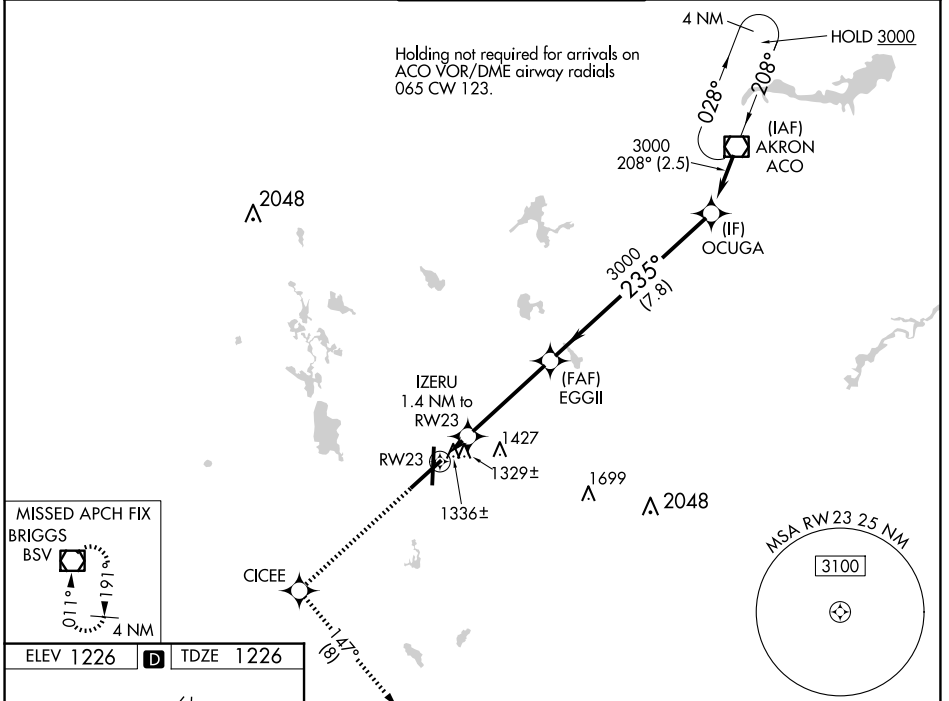 4 NM
HOLD 3000
Holding not required for arrivals on
ACO VOR/DME airway radials
065 CW 123.
028°
208°
(IAF)
AKRON
ACO
3000
208° (2.5)
2048
(IF)
OCUGA
3000
235°
(7.8)
(FAF)
EGGII
IZERU
1.4 NM to
RW23
1427
RW23
1329±
1699
2048
1336±
MISSED APCH FIX
BRIGGS
BSV
011°
191°
4 NM
CICEE
147°
(8)
MSA RW 23 25 NM
3100
ELEV 1226 D TDZE 1226